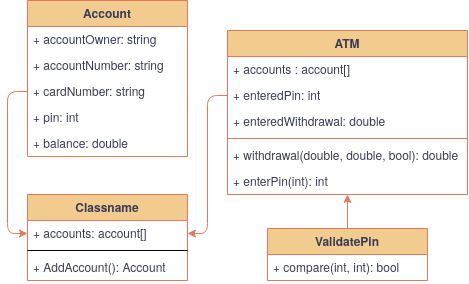 Account
+ accountOwner: string
+ accountNumber: string
+ cardNumber: string
+ pin: int
+ balance: double
ATM
+ accounts : account[]
+ enteredPin: int
+ enteredWithdrawal: double
+ withdrawal(double, double, bool): double
+ enterPin(int): int
Classname
+ accounts: account[]
+ AddAccount(): Account
ValidatePin
+ compare(int, int): bool